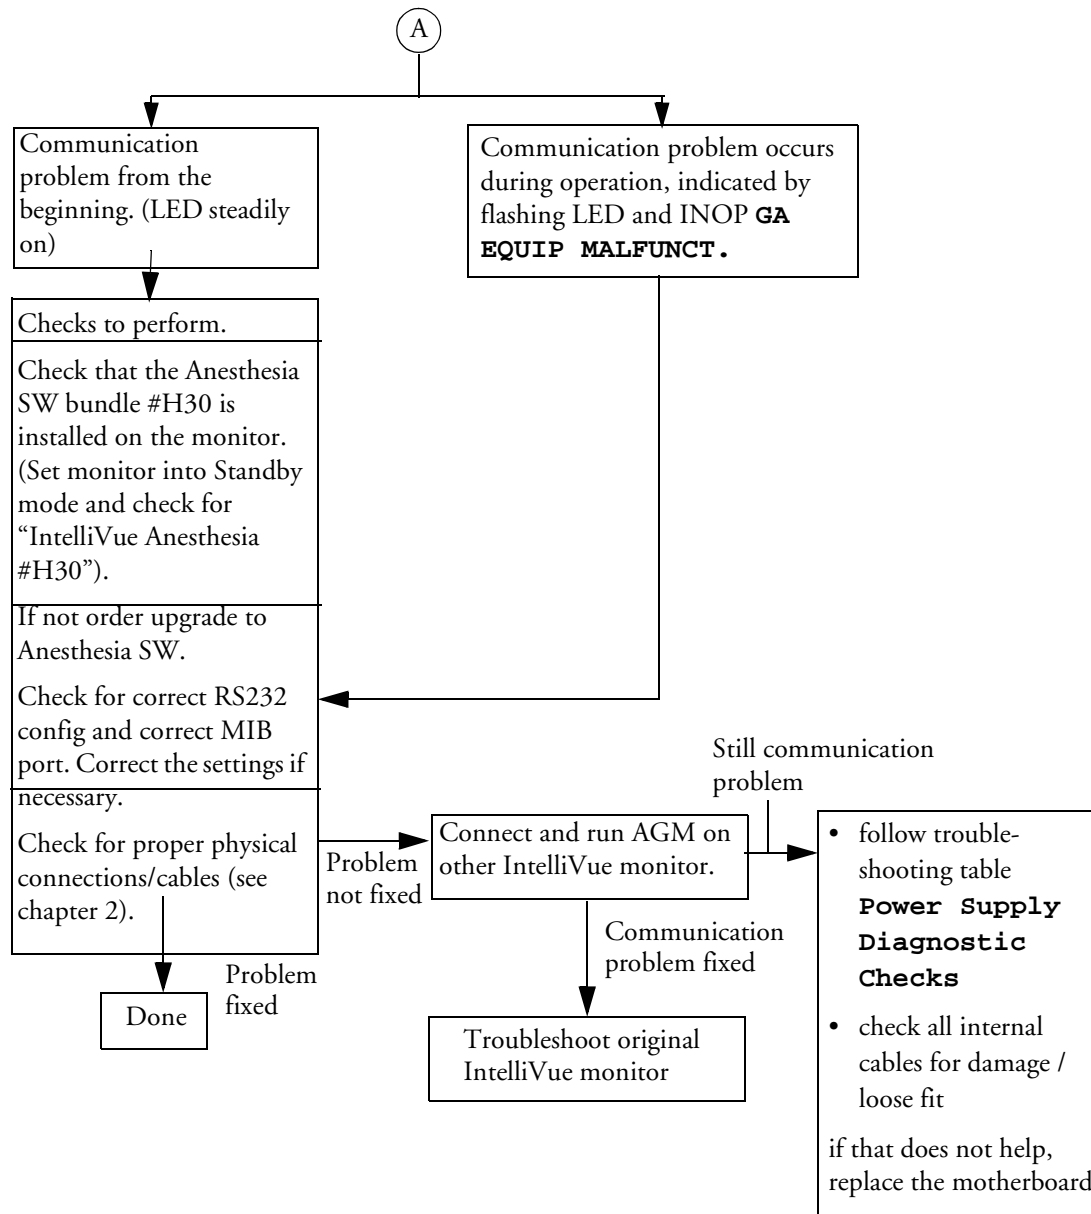 A
Communication
problem from the
beginning. (LED steadily
on)
Communication problem occurs
during operation, indicated by
flashing LED and INOP GA
EQUIP MALFUNCT.
Checks to perform.
Check that the Anesthesia
SW bundle #H30 is
installed on the monitor.
(Set monitor into Standby
mode and check for
“IntelliVue Anesthesia
#H30”).
If not order upgrade to
Anesthesia SW.
Check for correct RS232
config and correct MIB
port. Correct the settings if
necessary.
Check for proper physical
connections/cables (see
chapter 2).
Problem
fixed
Done
Problem
not fixed
Connect and run AGM on
other IntelliVue monitor.
Communication
problem fixed
Troubleshoot original
IntelliVue monitor
Still communication
problem
• follow trouble-
shooting table
Power Supply
Diagnostic
Checks
• check all internal
cables for damage /
loose fit
if that does not help,
replace the motherboard